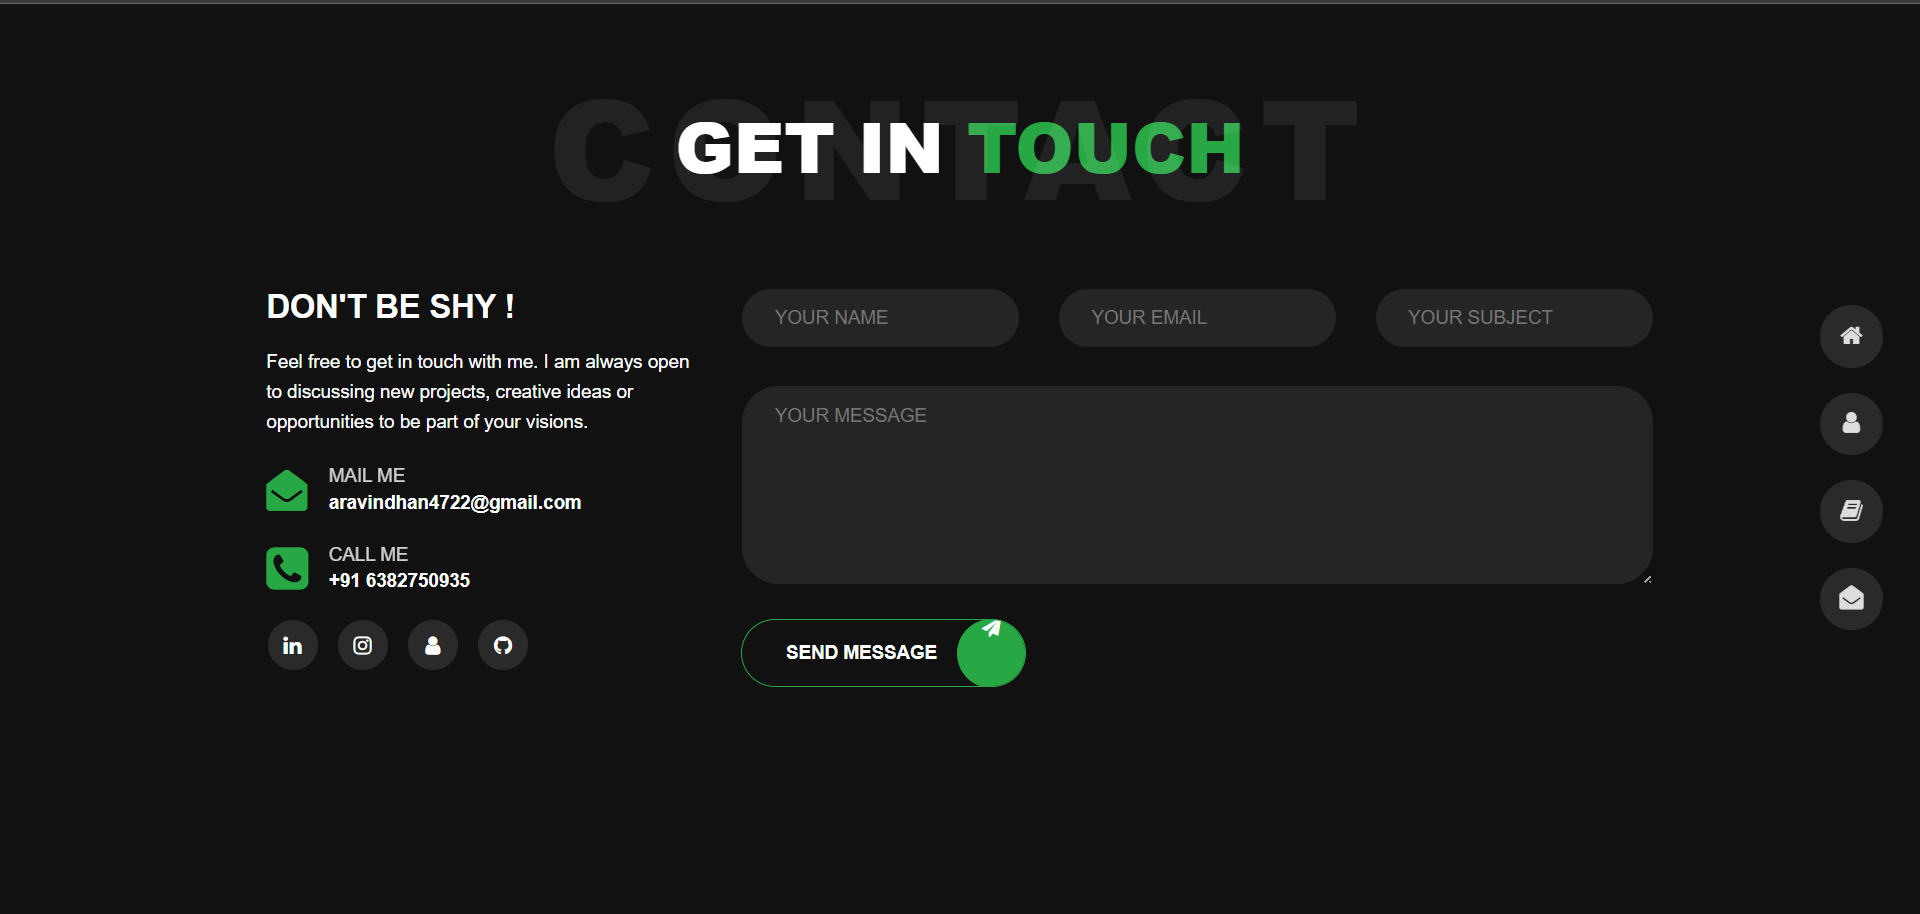 CONTACT
GET IN TOUCH
DON'T BE SHY !
Feel free to get in touch with me. I am always open
to discussing new projects, creative ideas or
opportunities to be part of your visions.
MAIL ME
aravindhan4722@gmail.com
CALL ME
+91 6382750935
YOUR NAME
YOUR EMAIL
YOUR SUBJECT
YOUR MESSAGE
SEND MESSAGE